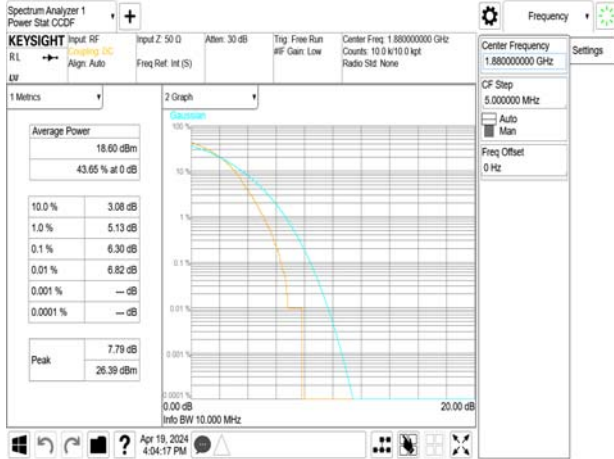 Spectrum Analyzer 1
Power Stat CCDF
+
Frequency
KEYSIGHT
RL
Input: RF
Coupling: DC
Align: Auto
Input Z: 50 Ω
Freq Ref: Int (S)
Atten: 30 dB
Trig: Free Run
#IF Gain: Low
Center Freq: 1.880000000 GHz
Counts: 10.0 k/10.0 kpt
Radio Std: None
Center Frequency
1.880000000 GHz
Settings
CF Step
5.000000 MHz
Auto
Man
Freq Offset
0 Hz
1 Metrics
Average Power
18.60 dBm
43.65 % at 0 dB
10.0 % 3.08 dB
1.0 % 5.13 dB
0.1 % 6.30 dB
0.01 % 6.82 dB
0.001 % --- dB
0.0001 % --- dB
Peak
7.79 dB
26.39 dBm
2 Graph
Gaussian
100 %
10 %
1 %
0.1 %
0.01 %
0.001 %
0.0001 %
0.00 dB
20.00 dB
Info BW 10.000 MHz
?
Apr 19, 2024
4:04:17 PM